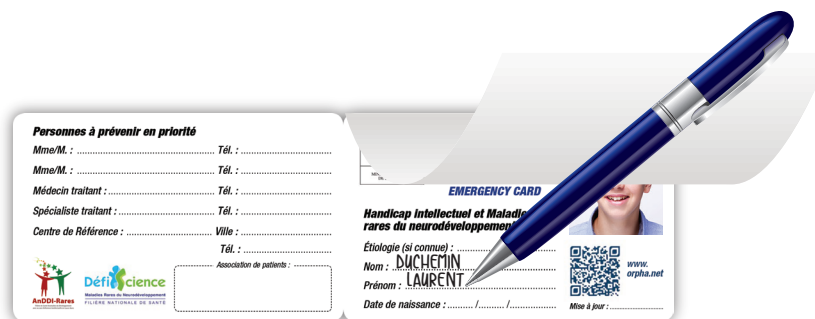 Personnes à prévenir en priorité
Mme/M. : ................................................ Tél. : ................................
Mme/M. : ................................................ Tél. : ................................
Médecin traitant : ..................................... Tél. : ................................
Spécialiste traitant : .................................. Tél. : ................................
Centre de Référence : .............................. Ville : ..............................
Tél. : ...............................
Association de patients :
AnDDI-Rares
DéfiScience
Maladies Rares du Neurodéveloppement
FILIÈRE NATIONALE DE SANTÉ
EMERGENCY CARD
Handicap intellectuel et Maladie
rares du neurodéveloppement
Étiologie (si connue) : ..................................
Nom : DUCHEMIN
Prénom : LAURENT
Date de naissance : ......... /......... /................
www.
orpha.net
Mise à jour : ......................